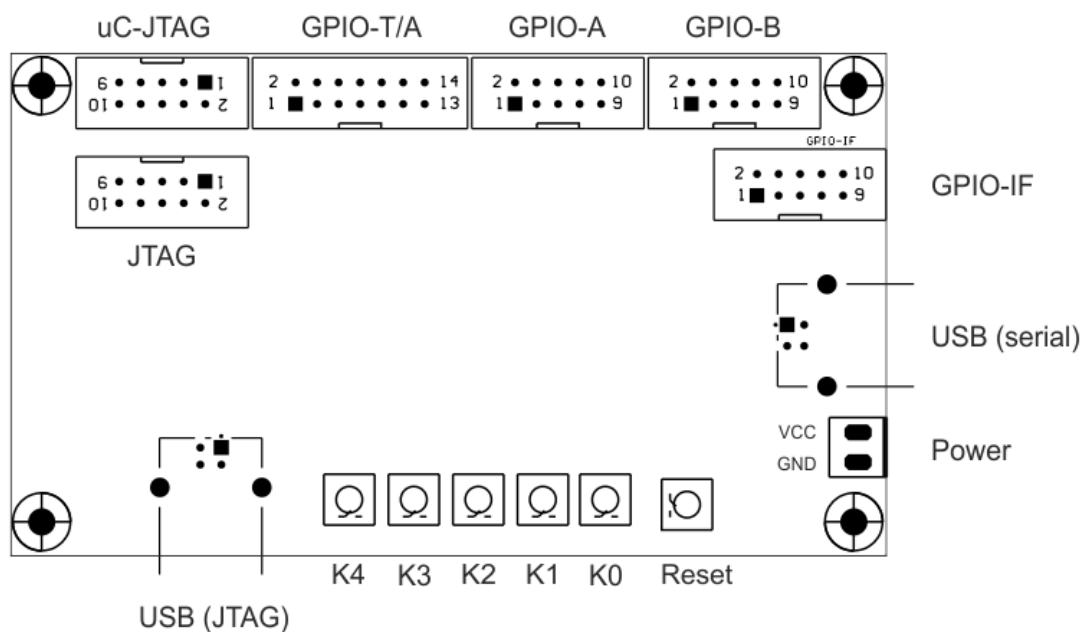 uC-JTAG GPIO-T/A GPIO-A GPIO-B
9 1 2 14 2 10 2 10
10 2 1 13 1 9 1 9
GPIO-IF
9 1 2 10
10 2 1 9
GPIO-IF
JTAG
USB (serial)
VCC
GND
Power
K4 K3 K2 K1 K0 Reset
USB (JTAG)